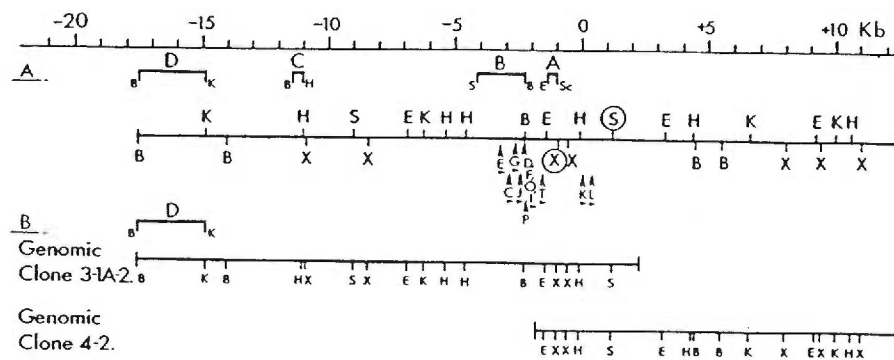 -20 -15 -10 -5 0 +5 +10 Kb
A
D C B A
B K B H S B E Sc
K H S E K H H B E H S E H K E K H
B B X X X X B B X X X
E G D
F
C J O I T K L
P
B
D
B K
Genomic
Clone 3-1A-2.
B K B H X S X E K H H B E X X H S
Genomic
Clone 4-2.
E X X H S E H B B K X E X K H X